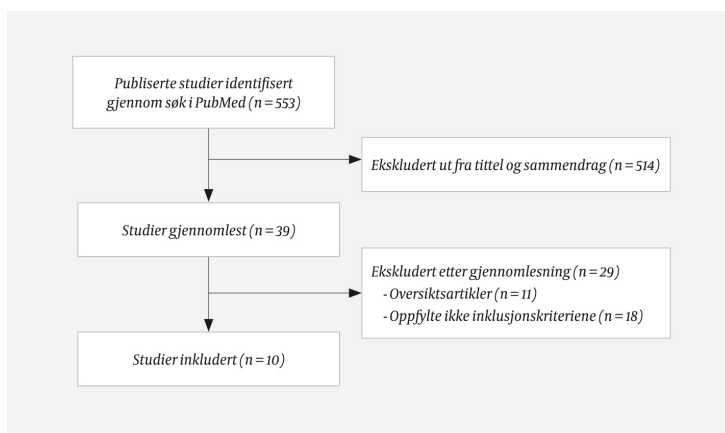 Publiserte studier identifisert
gjennom søk i PubMed (n = 553)
Ekskludert ut fra tittel og sammendrag (n = 514)
Studier gjennomlest (n = 39)
Ekskludert etter gjennomlesning (n = 29)
- Oversiktsartikler (n = 11)
- Oppfylte ikke inklusjonskriteriene (n = 18)
Studier inkludert (n = 10)